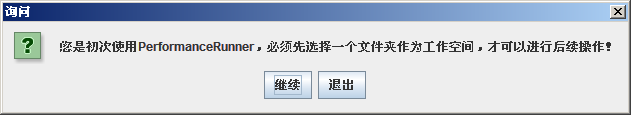 询问
您是初次使用PerformanceRunner，必须先选择一个文件夹作为工作空间，才可以进行后续操作！
继续 退出